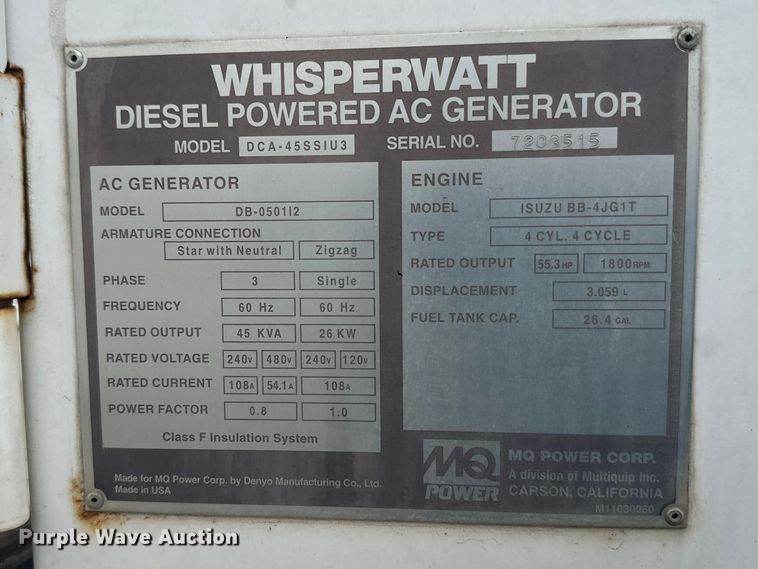 WHISPERWATT
DIESEL POWERED AC GENERATOR
MODEL DCA-45SSIU3 SERIAL NO. 7203515
AC GENERATOR
MODEL DB-0501I2
ARMATURE CONNECTION
Star with Neutral Zigzag
PHASE 3 Single
FREQUENCY 60 Hz 60 Hz
RATED OUTPUT 45 KVA 26 KW
RATED VOLTAGE 240V 480V 240V 120V
RATED CURRENT 108A 54.1A 108A
POWER FACTOR 0.8 1.0
Class F Insulation System
ENGINE
MODEL ISUZU BB-4JG1T
TYPE 4 CYL. 4 CYCLE
RATED OUTPUT 55.3 HP 1800 RPM
DISPLACEMENT 3.059 L
FUEL TANK CAP. 26.4 GAL
Made for MQ Power Corp. by Denyo Manufacturing Co., Ltd.
Made in USA
MQ
POWER
MQ POWER CORP.
A division of Multiquip Inc.
CARSON, CALIFORNIA
M11030060
Purple Wave Auction